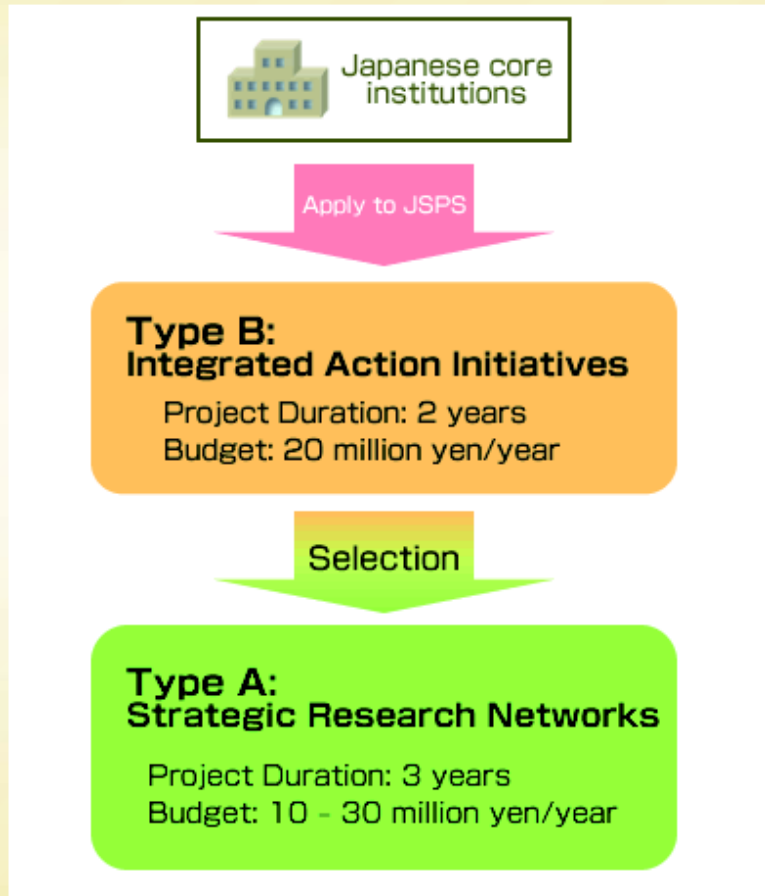 Japanese core
institutions
Apply to JSPS
Type B:
Integrated Action Initiatives
Project Duration: 2 years
Budget: 20 million yen/year
Selection
Type A:
Strategic Research Networks
Project Duration: 3 years
Budget: 10 - 30 million yen/year